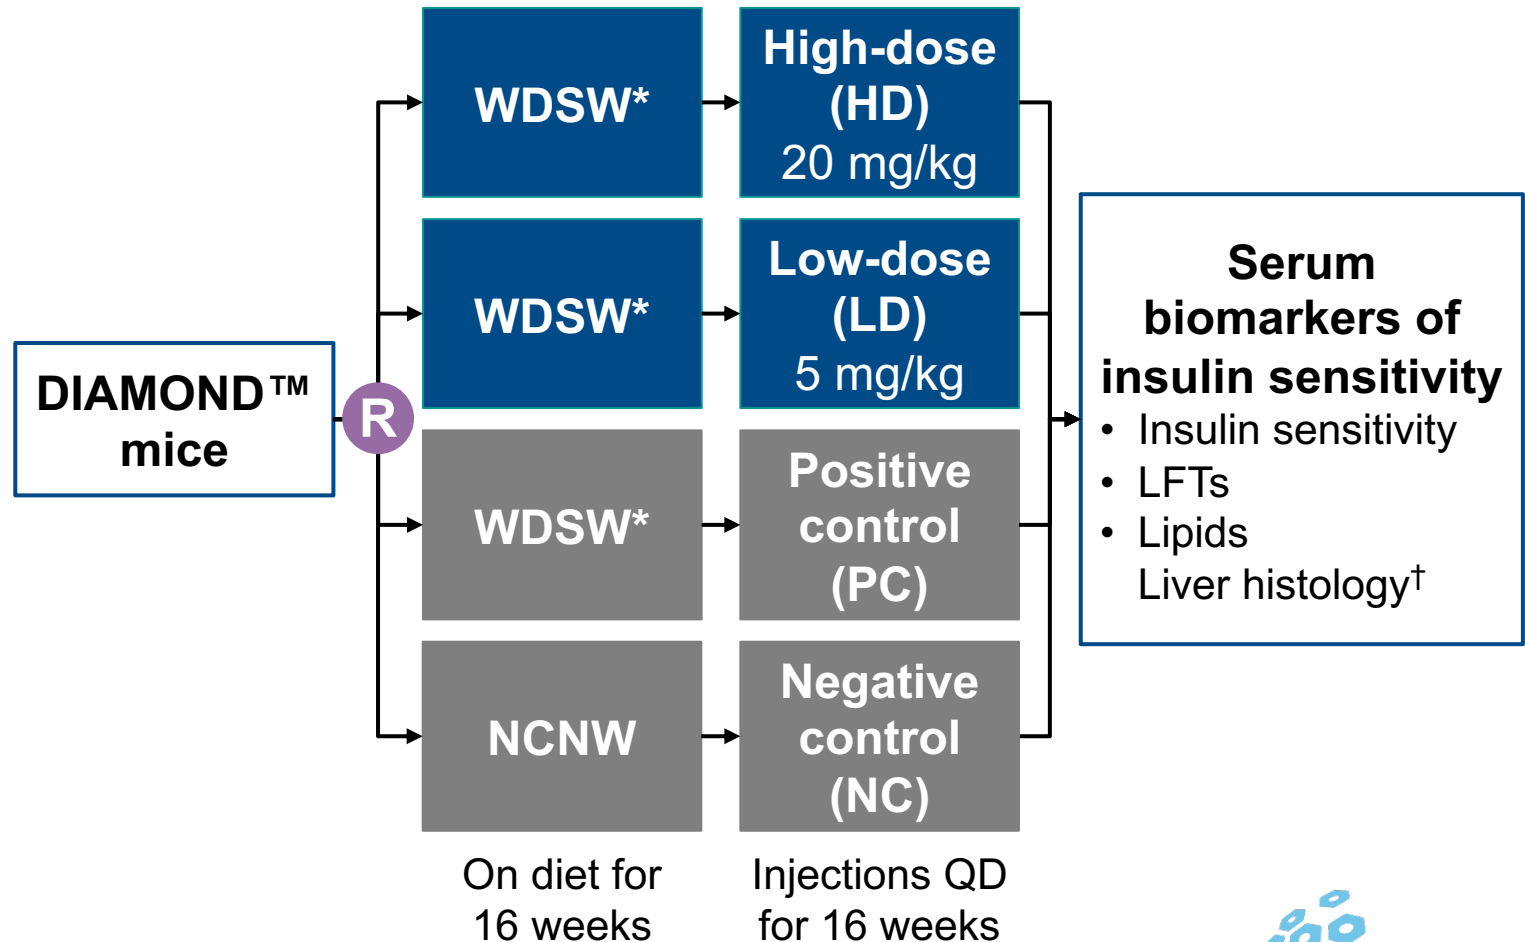 DIAMOND™
mice
R
WDSW*
High-dose
(HD)
20 mg/kg
WDSW*
Low-dose
(LD)
5 mg/kg
WDSW*
Positive
control
(PC)
NCNW
Negative
control
(NC)
On diet for
16 weeks
Injections QD
for 16 weeks
Serum
biomarkers of
insulin sensitivity
• Insulin sensitivity
• LFTs
• Lipids
Liver histology†